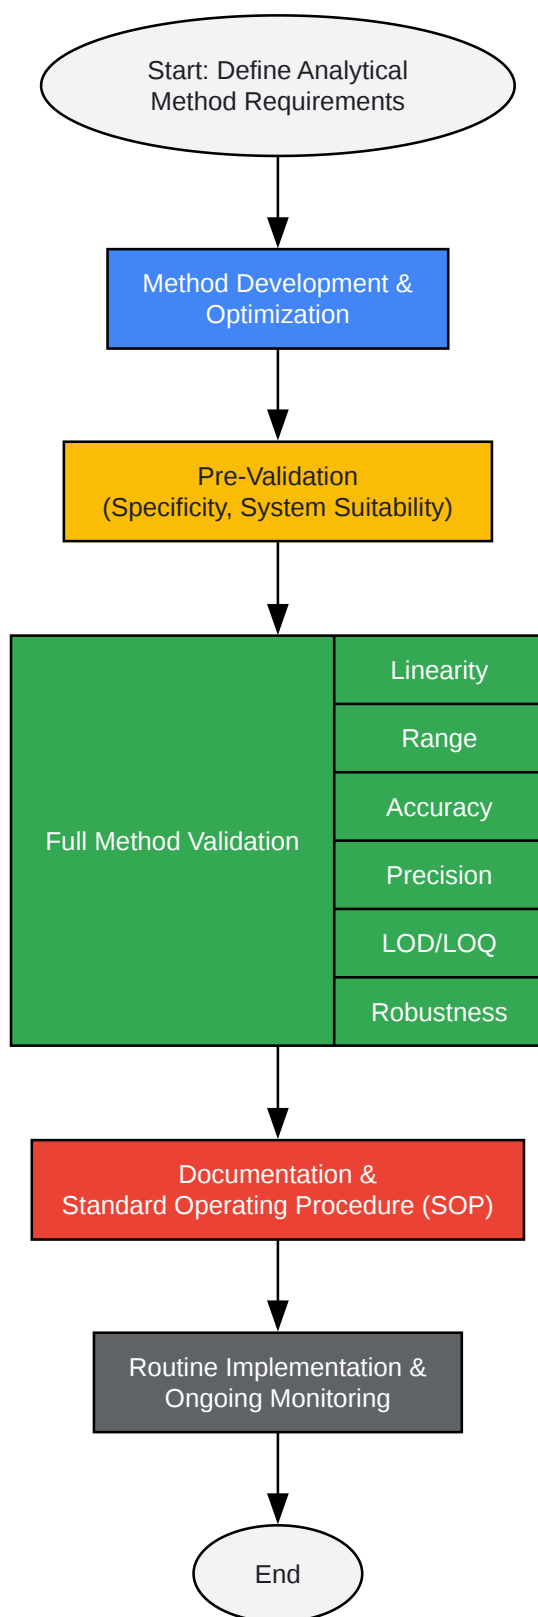 Start: Define Analytical
Method Requirements
Method Development &
Optimization
Pre-Validation
(Specificity, System Suitability)
Full Method Validation
Linearity
Range
Accuracy
Precision
LOD/LOQ
Robustness
Documentation &
Standard Operating Procedure (SOP)
Routine Implementation &
Ongoing Monitoring
End